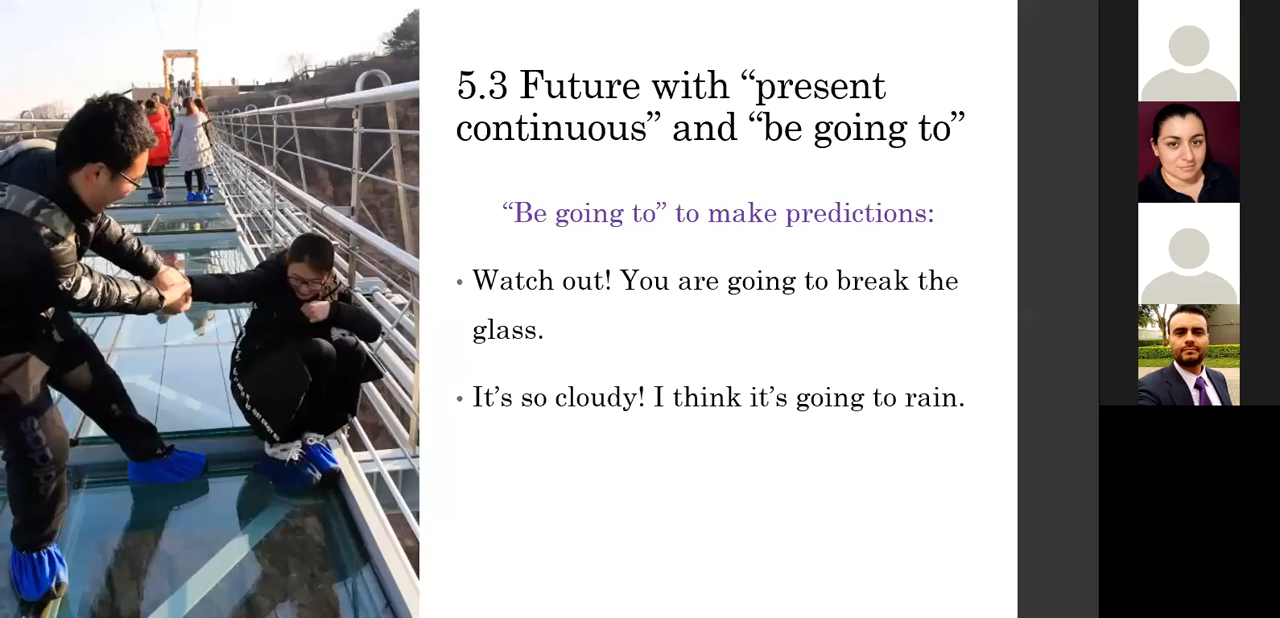 5.3 Future with “present
continuous” and “be going to”
“Be going to” to make predictions:
• Watch out! You are going to break the
glass.
• It’s so cloudy! I think it’s going to rain.
adidas